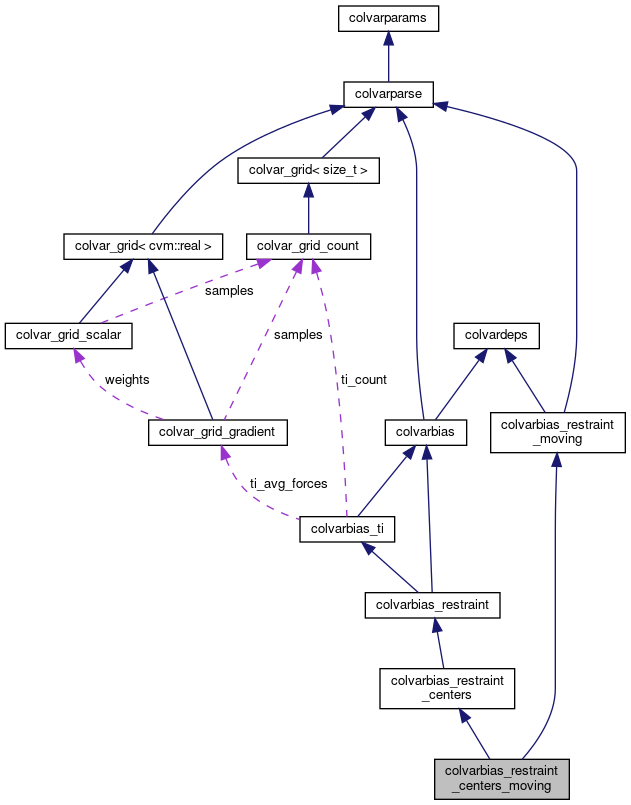 colvarparams
colvarparse
colvar_grid< size_t >
colvar_grid< cvm::real >
colvar_grid_count
samples
colvar_grid_scalar
samples
colvardeps
weights
ti_count
colvar_grid_gradient
colvarbias
colvarbias_restraint
_moving
ti_avg_forces
colvarbias_ti
colvarbias_restraint
colvarbias_restraint
_centers
colvarbias_restraint
_centers_moving